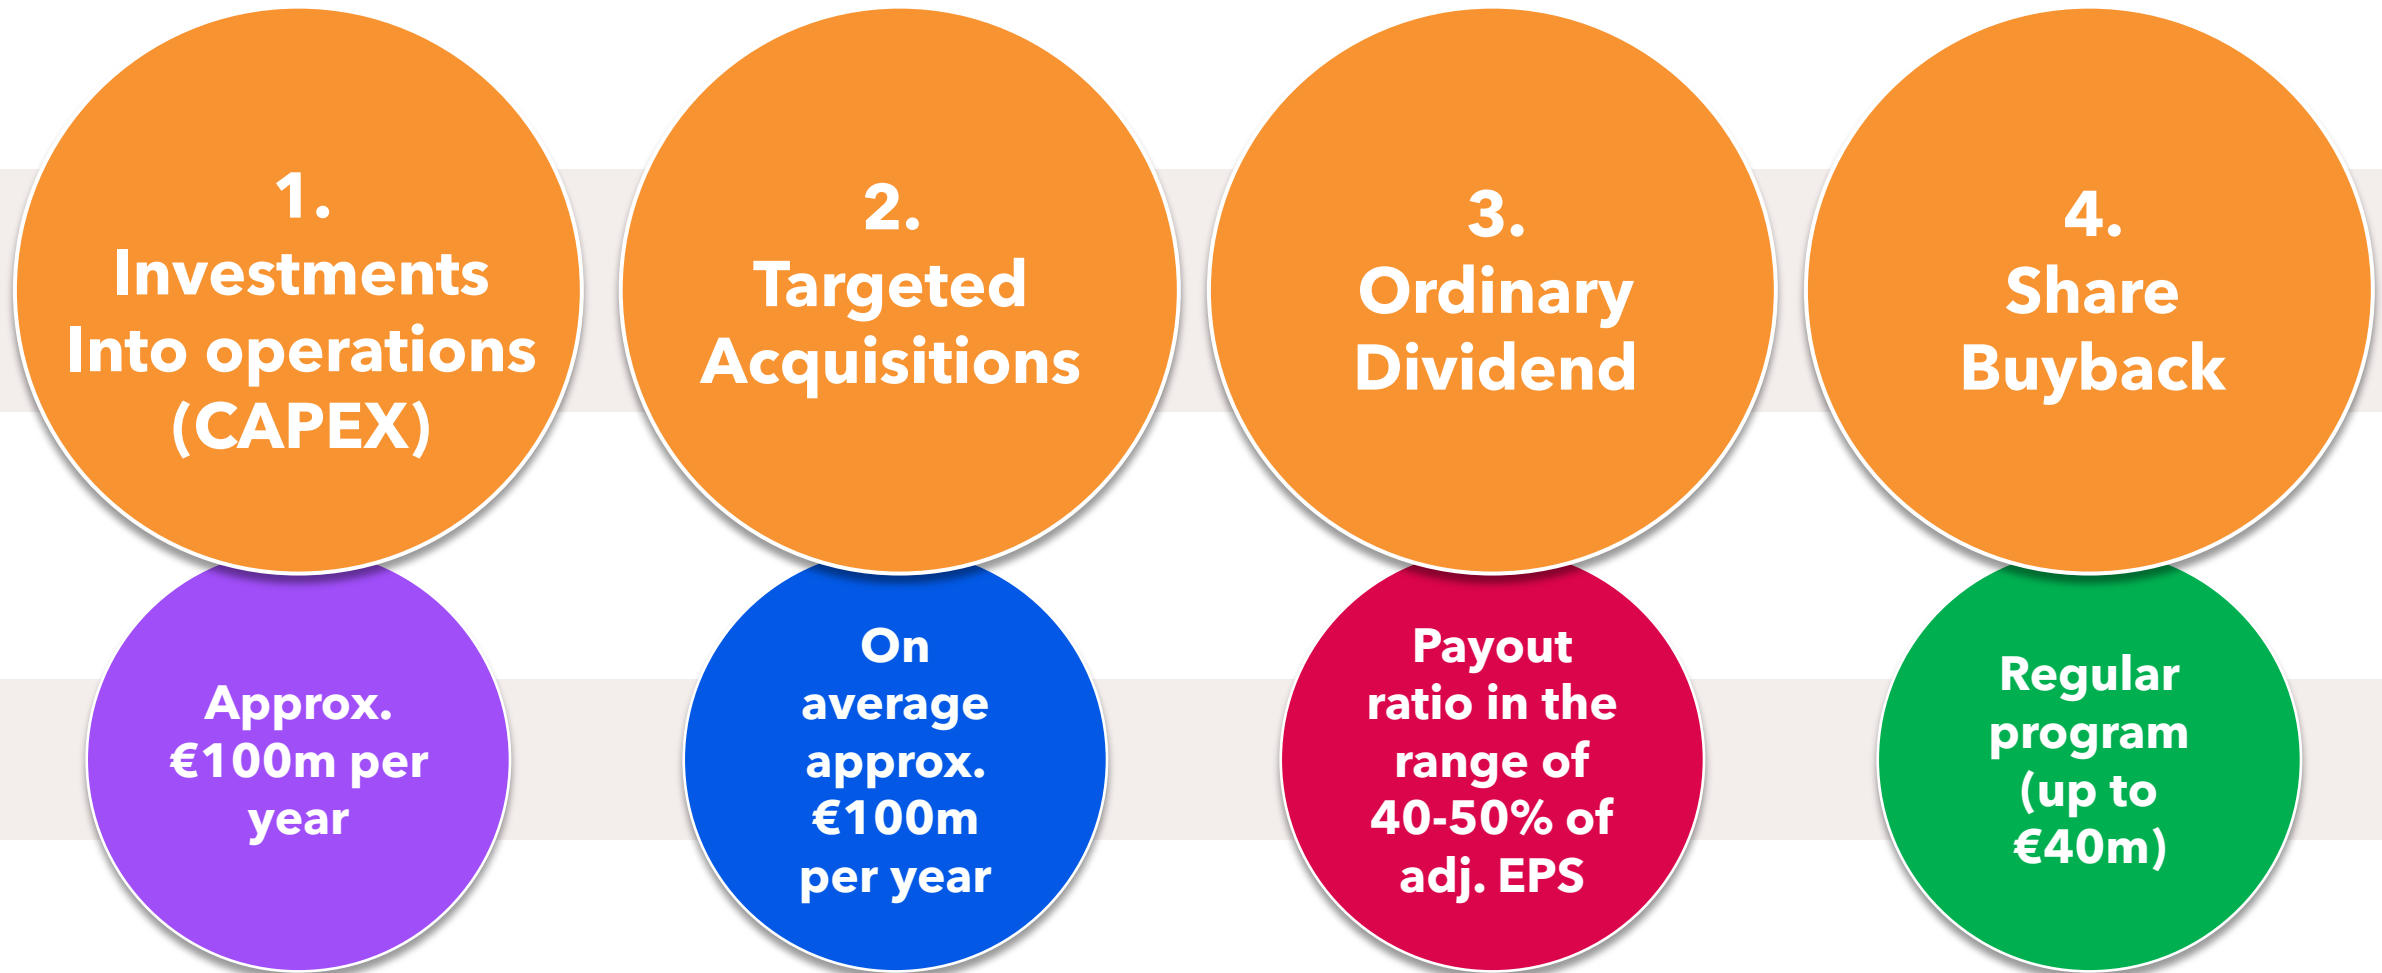 1.
Investments
Into operations
(CAPEX)
2.
Targeted
Acquisitions
3.
Ordinary
Dividend
4.
Share
Buyback
Approx.
€100m per
year
On
average
approx.
€100m
per year
Payout
ratio in the
range of
40-50% of
adj. EPS
Regular
program
(up to
€40m)